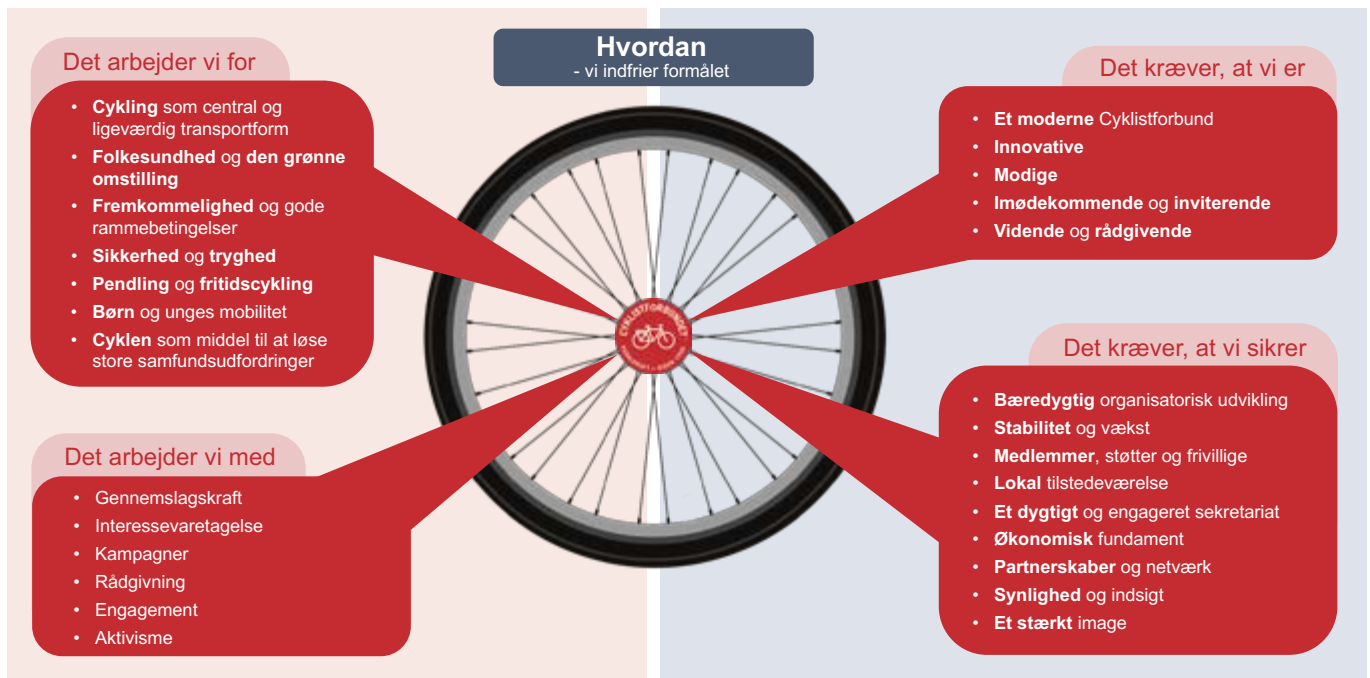 Hvordan
- vi indfrier formålet
Det arbejder vi for
• Cykling som central og
ligeværdig transportform
• Folkesundhed og den grønne
omstilling
• Fremkommelighed og gode
rammebetingelser
• Sikkerhed og tryghed
• Pendling og fritidscykling
• Børn og unges mobilitet
• Cyklen som middel til at løse
store samfundsudfordringer
Det arbejder vi med
• Gennemslagskraft
• Interessevaretagelse
• Kampagner
• Rådgivning
• Engagement
• Aktivisme
CYKLISTFORBUNDET
Det kræver, at vi er
• Et moderne Cyklistforbund
• Innovative
• Modige
• Imødekommende og inviterende
• Vidende og rådgivende
Det kræver, at vi sikrer
• Bæredygtig organisatorisk udvikling
• Stabilitet og vækst
• Medlemmer, støtter og frivillige
• Lokal tilstedeværelse
• Et dygtigt og engageret sekretariat
• Økonomisk fundament
• Partnerskaber og netværk
• Synlighed og indsigt
• Et stærkt image